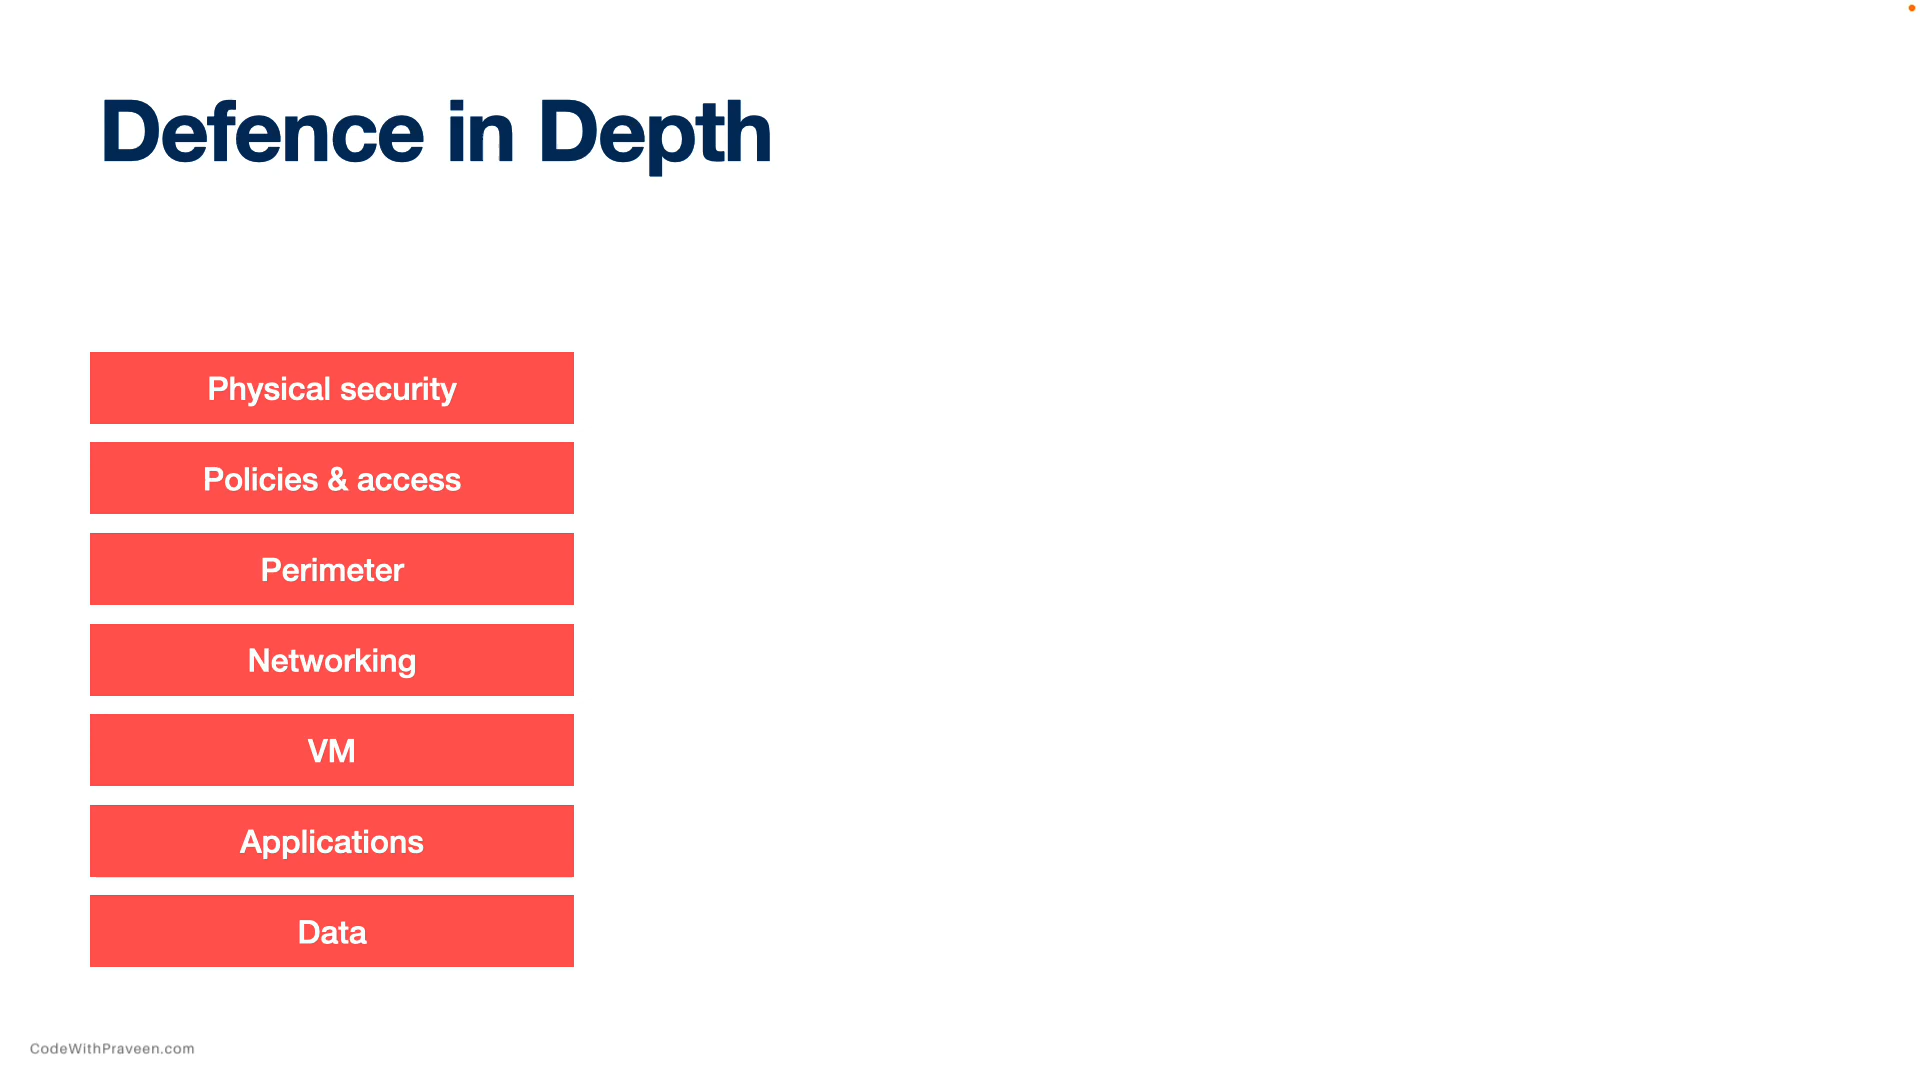 Defence in Depth
Physical security
Policies & access
Perimeter
Networking
VM
Applications
Data
CodeWithPraveen.com